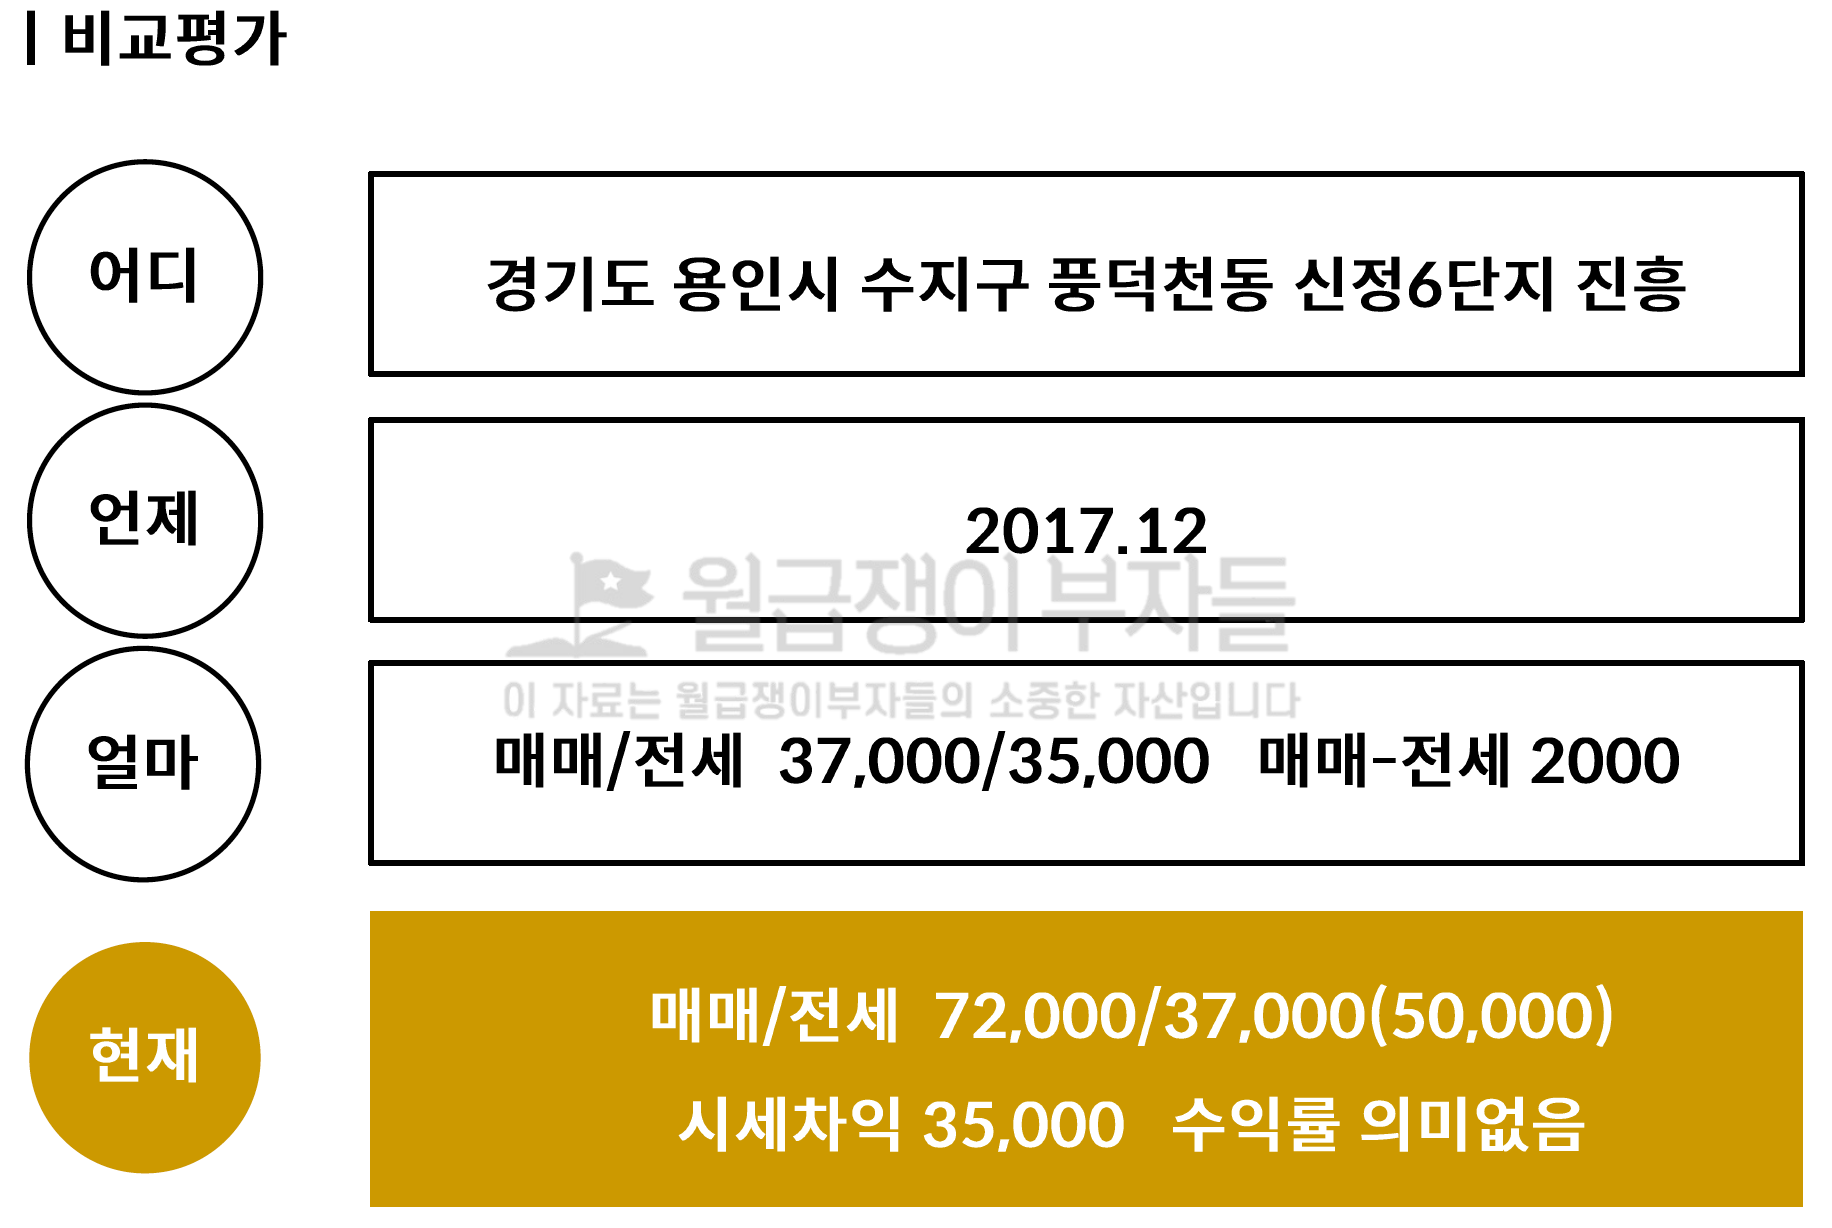 비교평가
어디
경기도 용인시 수지구 풍덕천동 신정6단지 진흥
언제
2017.12
월급쟁이부자들
이 자료는 월급쟁이부자들의 소중한 자산입니다
얼마
매매/전세 37,000/35,000 매매-전세 2000
현재
매매/전세 72,000/37,000(50,000)
시세차익 35,000 수익률 의미없음